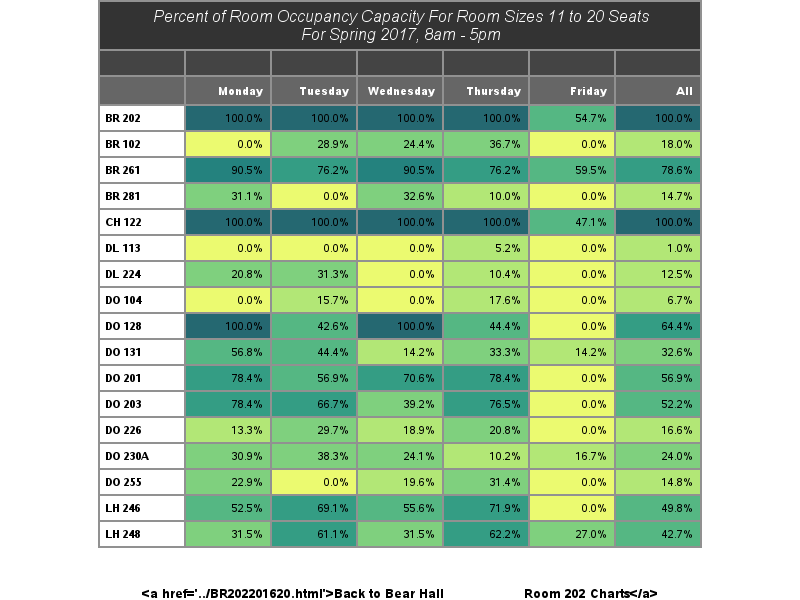 Percent of Room Occupancy Capacity For Room Sizes 11 to 20 Seats
For Spring 2017, 8am - 5pm
Monday Tuesday Wednesday Thursday Friday All
BR 202 100.0% 100.0% 100.0% 100.0% 54.7% 100.0%
BR 102 0.0% 28.9% 24.4% 36.7% 0.0% 18.0%
BR 261 90.5% 76.2% 90.5% 76.2% 59.5% 78.6%
BR 281 31.1% 0.0% 32.6% 10.0% 0.0% 14.7%
CH 122 100.0% 100.0% 100.0% 100.0% 47.1% 100.0%
DL 113 0.0% 0.0% 0.0% 5.2% 0.0% 1.0%
DL 224 20.8% 31.3% 0.0% 10.4% 0.0% 12.5%
DO 104 0.0% 15.7% 0.0% 17.6% 0.0% 6.7%
DO 128 100.0% 42.6% 100.0% 44.4% 0.0% 64.4%
DO 131 56.8% 44.4% 14.2% 33.3% 14.2% 32.6%
DO 201 78.4% 56.9% 70.6% 78.4% 0.0% 56.9%
DO 203 78.4% 66.7% 39.2% 76.5% 0.0% 52.2%
DO 226 13.3% 29.7% 18.9% 20.8% 0.0% 16.6%
DO 230A 30.9% 38.3% 24.1% 10.2% 16.7% 24.0%
DO 255 22.9% 0.0% 19.6% 31.4% 0.0% 14.8%
LH 246 52.5% 69.1% 55.6% 71.9% 0.0% 49.8%
LH 248 31.5% 61.1% 31.5% 62.2% 27.0% 42.7%
<a href='../BR202201620.html'>Back to Bear Hall Room 202 Charts</a>